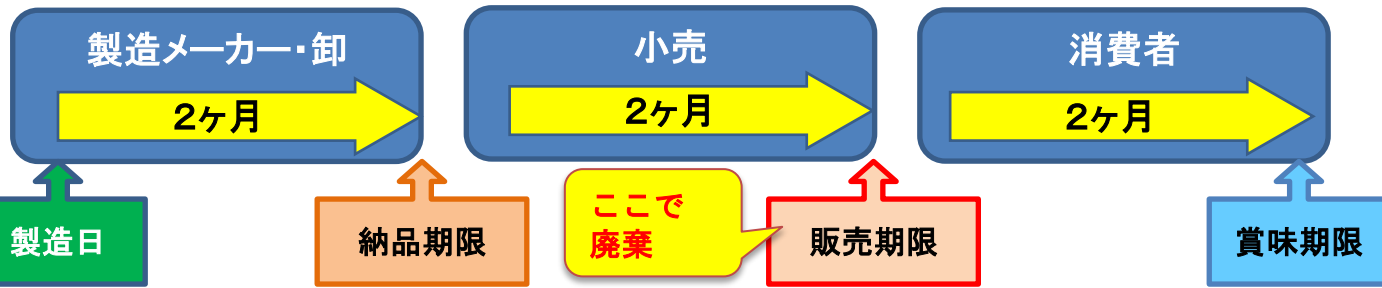 製造メーカー・卸
小売
消費者
2ヶ月
2ヶ月
2ヶ月
製造日
納品期限
ここで
廃棄
販売期限
賞味期限